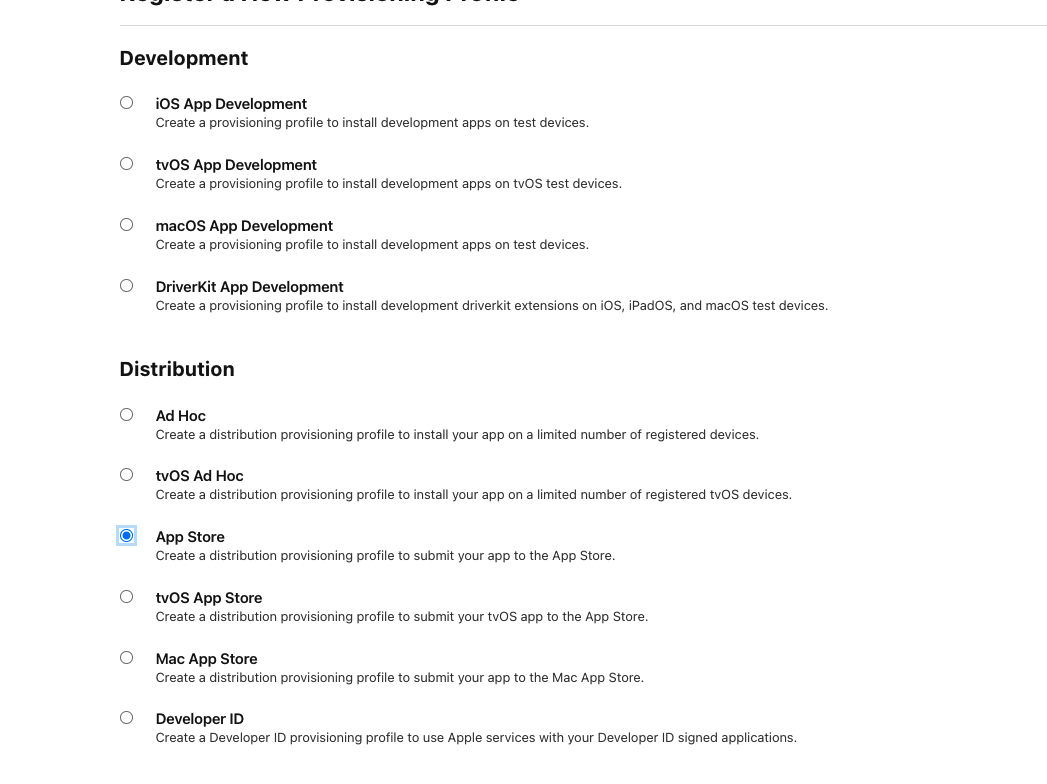 Register a New Provisioning Profile
Development
iOS App Development
Create a provisioning profile to install development apps on test devices.
tvOS App Development
Create a provisioning profile to install development apps on tvOS test devices.
macOS App Development
Create a provisioning profile to install development apps on test devices.
DriverKit App Development
Create a provisioning profile to install development driverkit extensions on iOS, iPadOS, and macOS test devices.
Distribution
Ad Hoc
Create a distribution provisioning profile to install your app on a limited number of registered devices.
tvOS Ad Hoc
Create a distribution provisioning profile to install your app on a limited number of registered tvOS devices.
App Store
Create a distribution provisioning profile to submit your app to the App Store.
tvOS App Store
Create a distribution provisioning profile to submit your tvOS app to the App Store.
Mac App Store
Create a distribution provisioning profile to submit your app to the Mac App Store.
Developer ID
Create a Developer ID provisioning profile to use Apple services with your Developer ID signed applications.